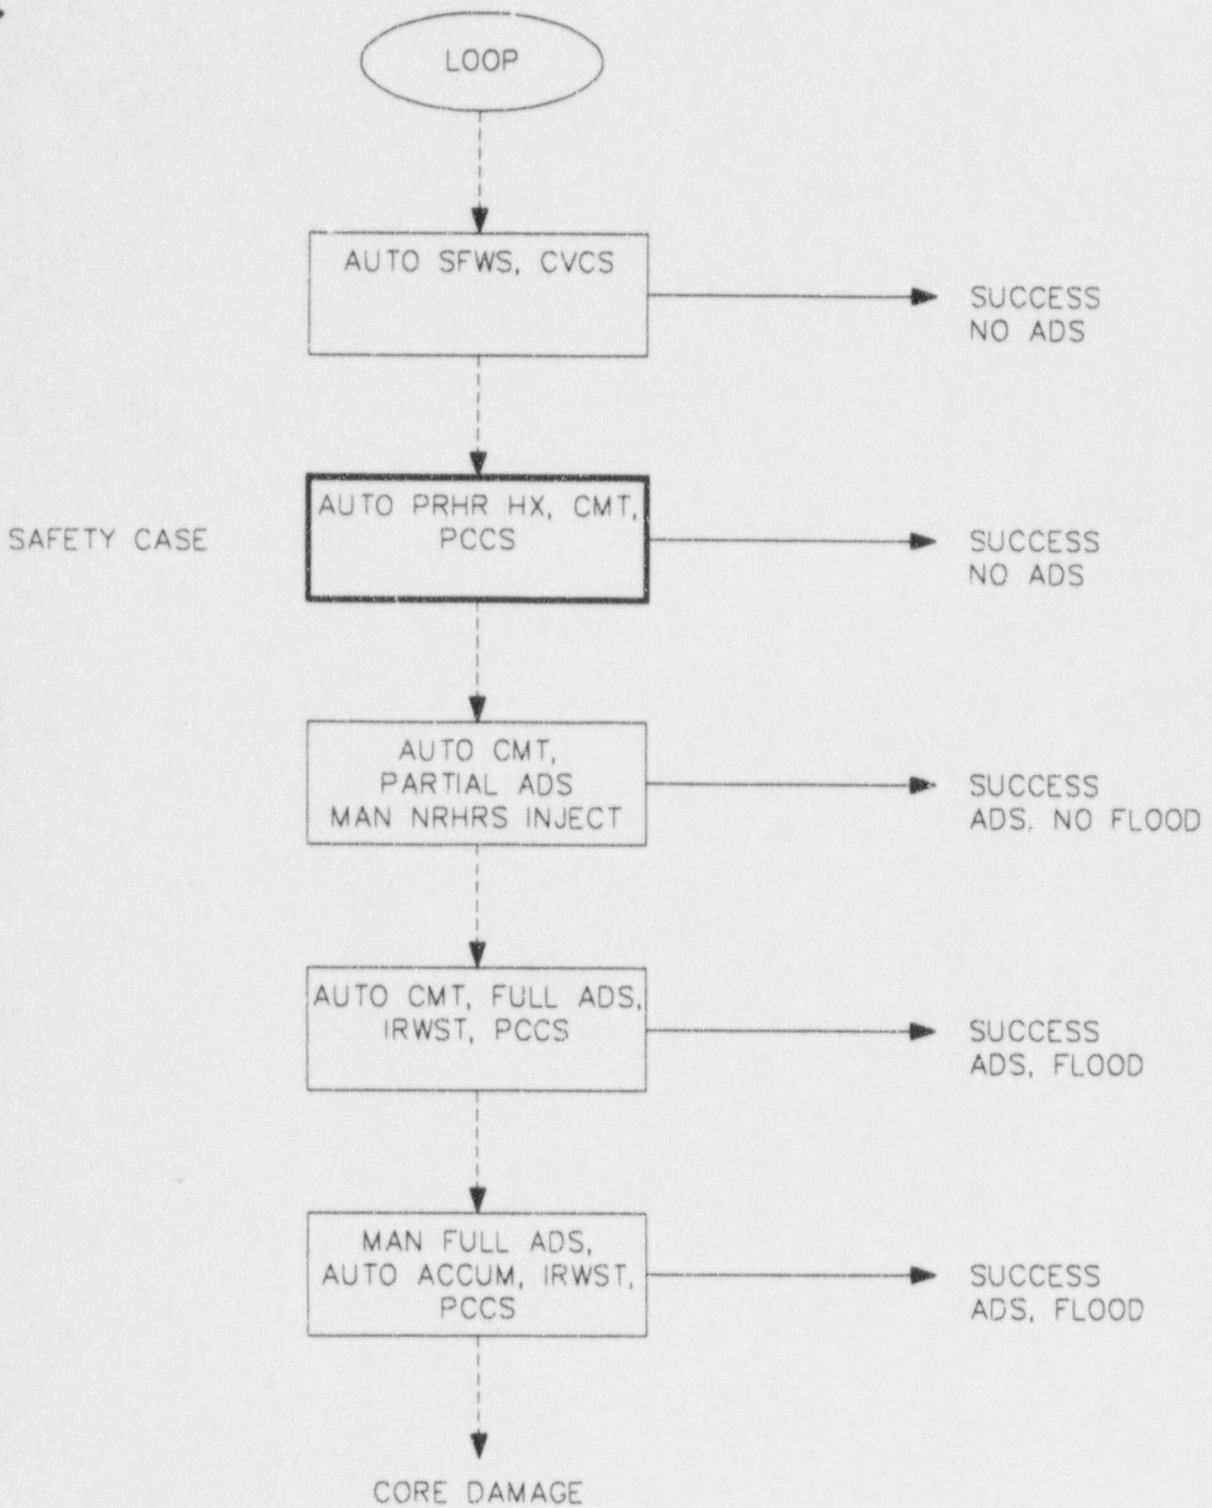 LOOP
AUTO SFWS, CVCS
SUCCESS
NO ADS
SAFETY CASE
AUTO PRHR HX, CMT,
PCCS
SUCCESS
NO ADS
AUTO CMT,
PARTIAL ADS
MAN NRHRS INJECT
SUCCESS
ADS, NO FLOOD
AUTO CMT, FULL ADS,
IRWST, PCCS
SUCCESS
ADS, FLOOD
MAN FULL ADS,
AUTO ACCUM, IRWST,
PCCS
SUCCESS
ADS, FLOOD
CORE DAMAGE